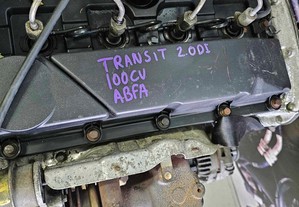 TRANSIT 2.0DI
100CV
ABFA